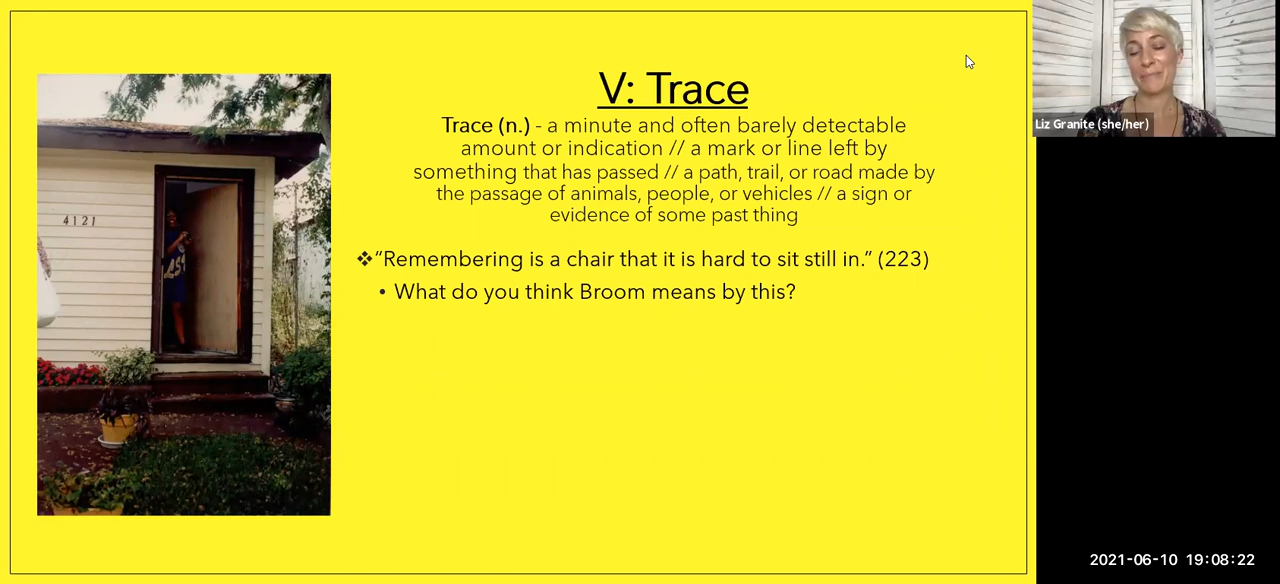 V: Trace
Trace (n.) - a minute and often barely detectable
amount or indication // a mark or line left by
something that has passed // a path, trail, or road made by
the passage of animals, people, or vehicles // a sign or
evidence of some past thing
❖“Remembering is a chair that it is hard to sit still in.” (223)
• What do you think Broom means by this?
4121
Liz Granite (she/her)
2021-06-10 19:08:22